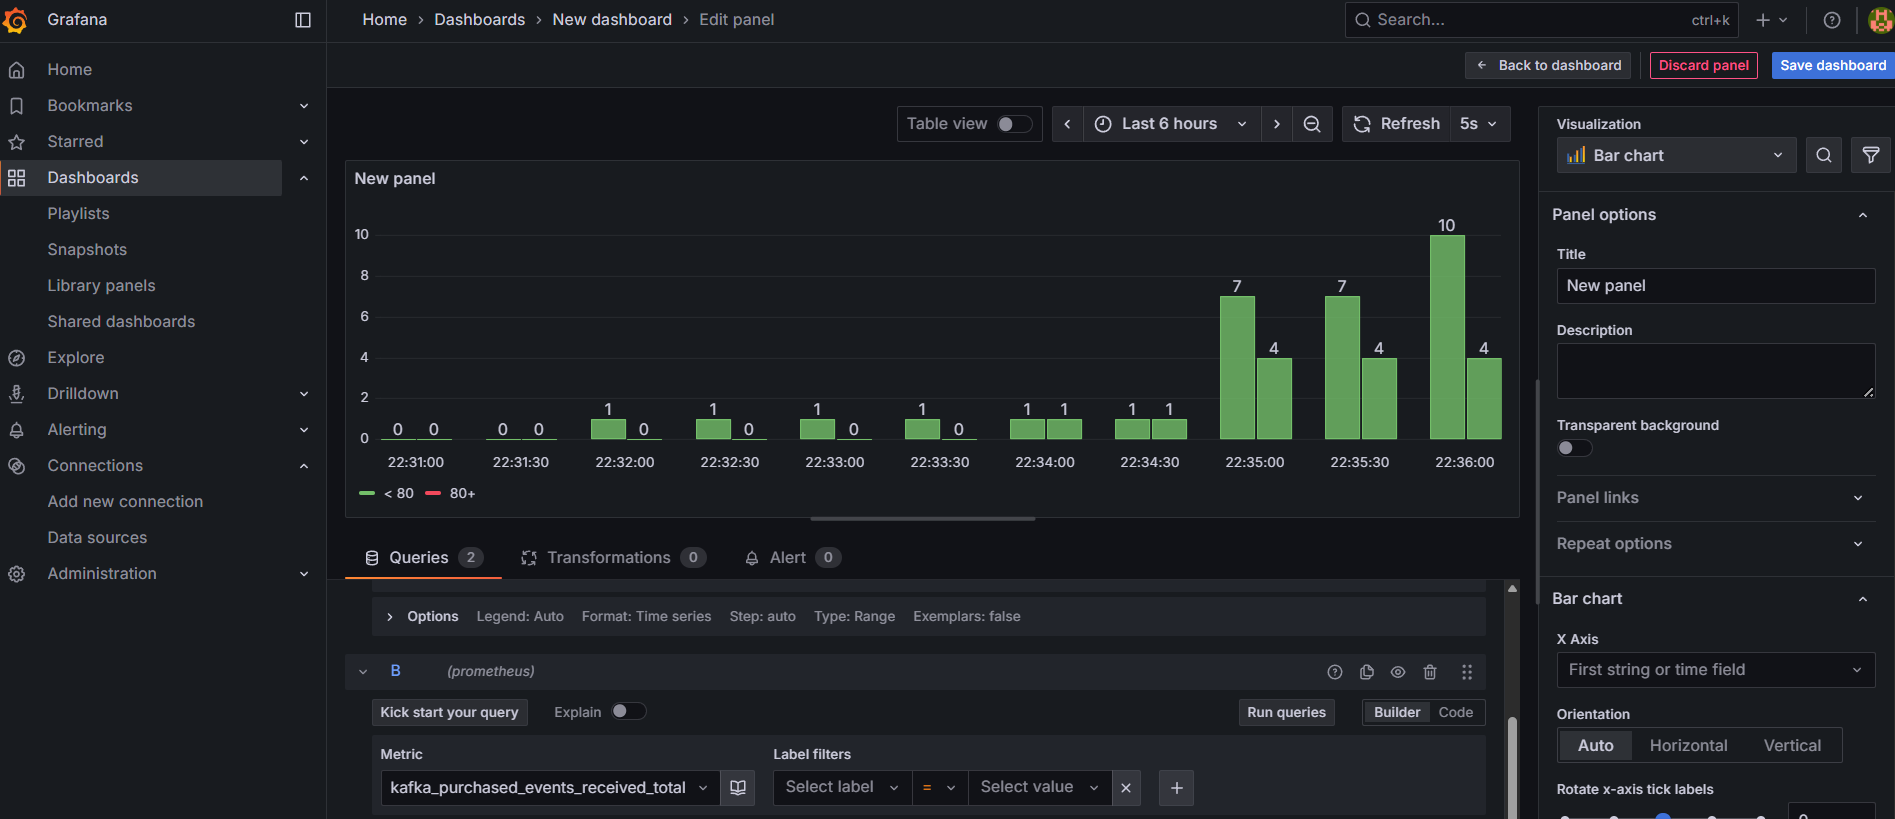 Grafana
Home
Dashboards
New dashboard
Edit panel
Search...
ctrl+k
Back to dashboard
Discard panel
Save dashboard
Home
Bookmarks
Starred
Dashboards
Playlists
Snapshots
Library panels
Shared dashboards
Explore
Drilldown
Alerting
Connections
Add new connection
Data sources
Administration
Table view
Last 6 hours
Refresh
5s
New panel
10
8
6
4
2
0
0 0 0 0 1 0 1 0 1 0 1 0 1 1 1 1 7 4 7 4 10 4
22:31:00 22:31:30 22:32:00 22:32:30 22:33:00 22:33:30 22:34:00 22:34:30 22:35:00 22:35:30 22:36:00
< 80 80+
Queries 2 Transformations 0 Alert 0
Options Legend: Auto Format: Time series Step: auto Type: Range Exemplars: false
B (prometheus)
Kick start your query Explain Run queries Builder Code
Metric Label filters
kafka_purchased_events_received_total Select label = Select value
Visualization
Bar chart
Panel options
Title
New panel
Description
Transparent background
Panel links
Repeat options
Bar chart
X Axis
First string or time field
Orientation
Auto Horizontal Vertical
Rotate x-axis tick labels